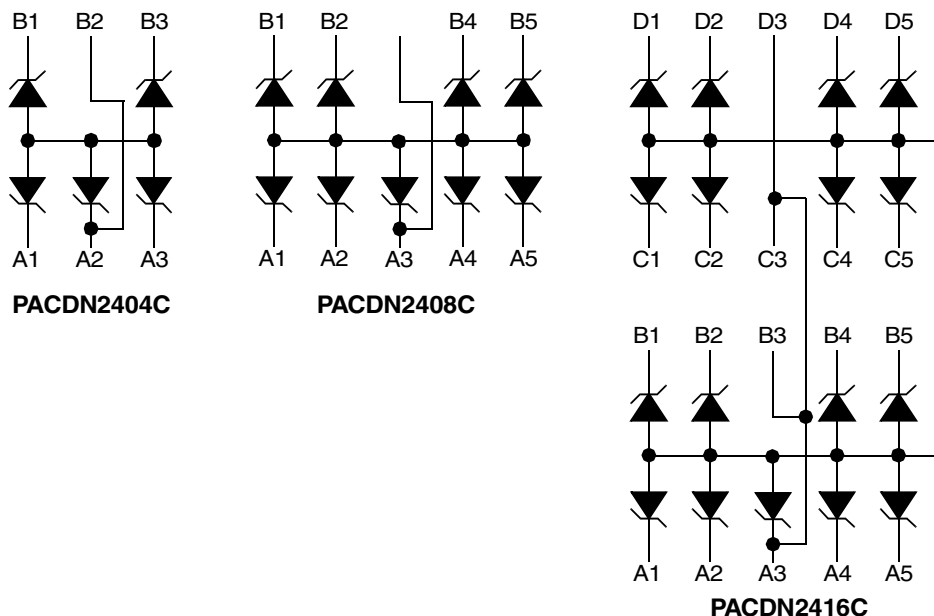 B1 B2 B3
A1 A2 A3
PACDN2404C
B1 B2 B4 B5
A1 A2 A3 A4 A5
PACDN2408C
D1 D2 D3 D4 D5
C1 C2 C3 C4 C5
B1 B2 B3 B4 B5
A1 A2 A3 A4 A5
PACDN2416C